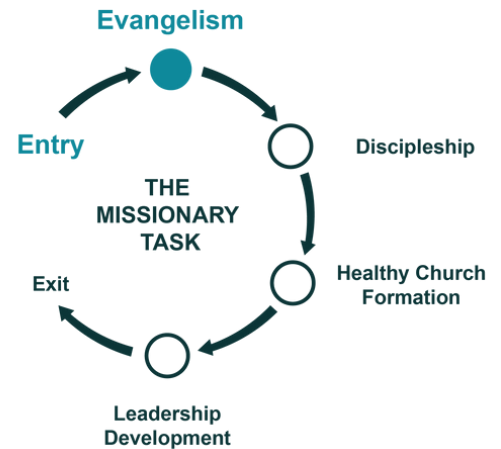 Evangelism
Entry
Discipleship
THE
MISSIONARY
TASK
Healthy Church
Formation
Exit
Leadership
Development